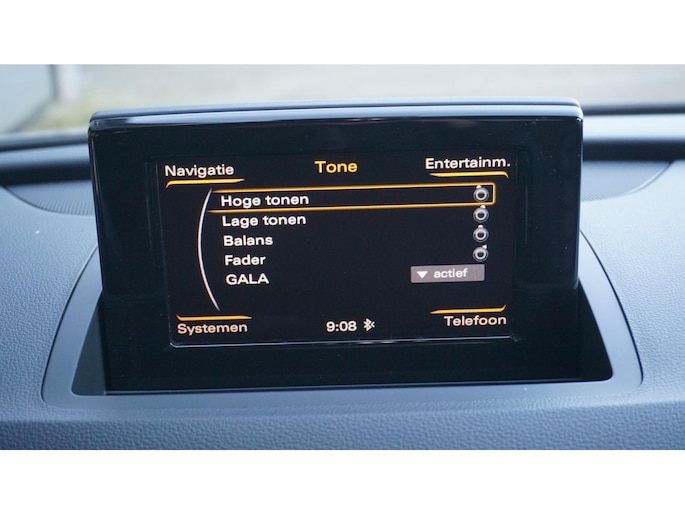 Navigatie Tone Entertainm.
Hoge tonen
Lage tonen
Balans
Fader
GALA actief
Systemen 9:08 Telefoon